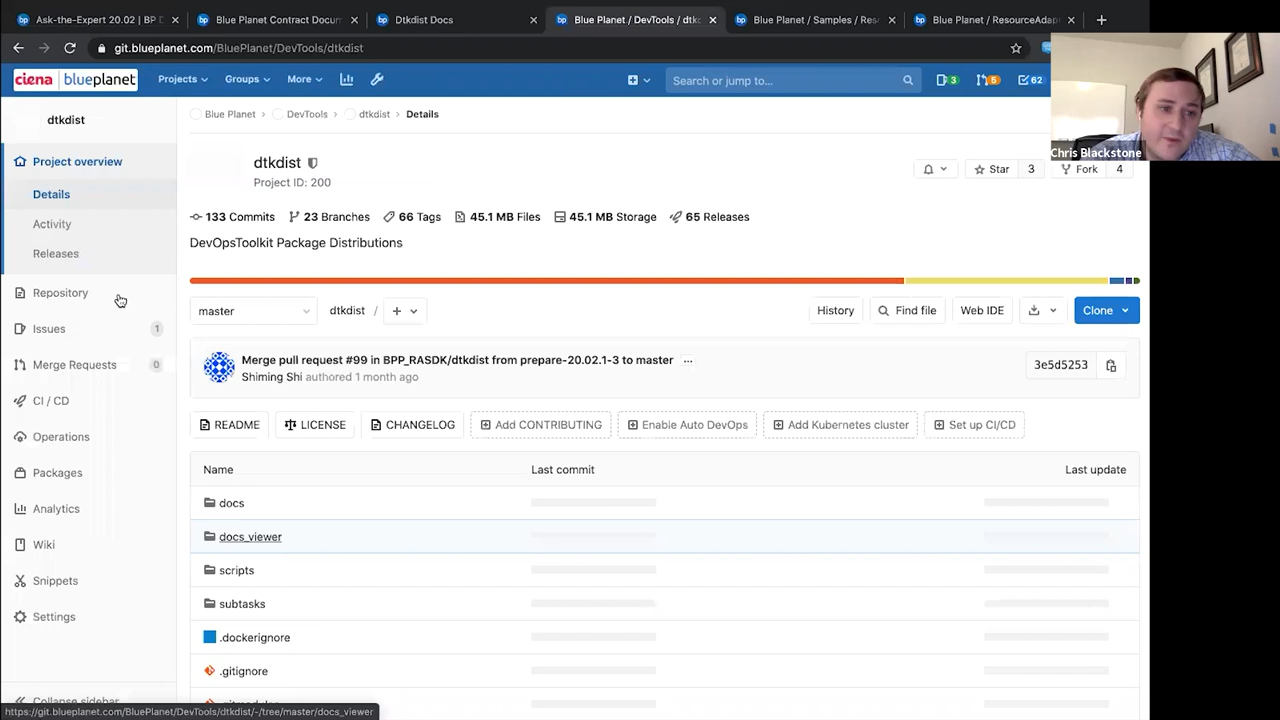 Ask-the-Expert 20.02 | BP D
Blue Planet Contract Docum
Dtkdist Docs
Blue Planet / DevTools / dtk
Blue Planet / Samples / Res
Blue Planet / ResourceAdap
git.blueplanet.com/BluePlanet/DevTools/dtkdist
ciena blueplanet
Projects
Groups
More
Search or jump to...
3
5
62
Chris Blackstone
dtkdist
Project overview
Details
Activity
Releases
Repository
Issues 1
Merge Requests 0
CI / CD
Operations
Packages
Analytics
Wiki
Snippets
Settings
Collapse sidebar
Blue Planet > DevTools > dtkdist > Details
dtkdist
Project ID: 200
Star 3
Fork 4
133 Commits 23 Branches 66 Tags 45.1 MB Files 45.1 MB Storage 65 Releases
DevOpsToolkit Package Distributions
master
dtkdist / +
History
Find file
Web IDE
Clone
Merge pull request #99 in BPP_RASDK/dtkdist from prepare-20.02.1-3 to master ...
Shiming Shi authored 1 month ago
3e5d5253
README
LICENSE
CHANGELOG
Add CONTRIBUTING
Enable Auto DevOps
Add Kubernetes cluster
Set up CI/CD
Name Last commit Last update
docs
docs_viewer
scripts
subtasks
.dockerignore
.gitignore
.gitmodules
https://git.blueplanet.com/BluePlanet/DevTools/dtkdist/-/tree/master/docs_viewer